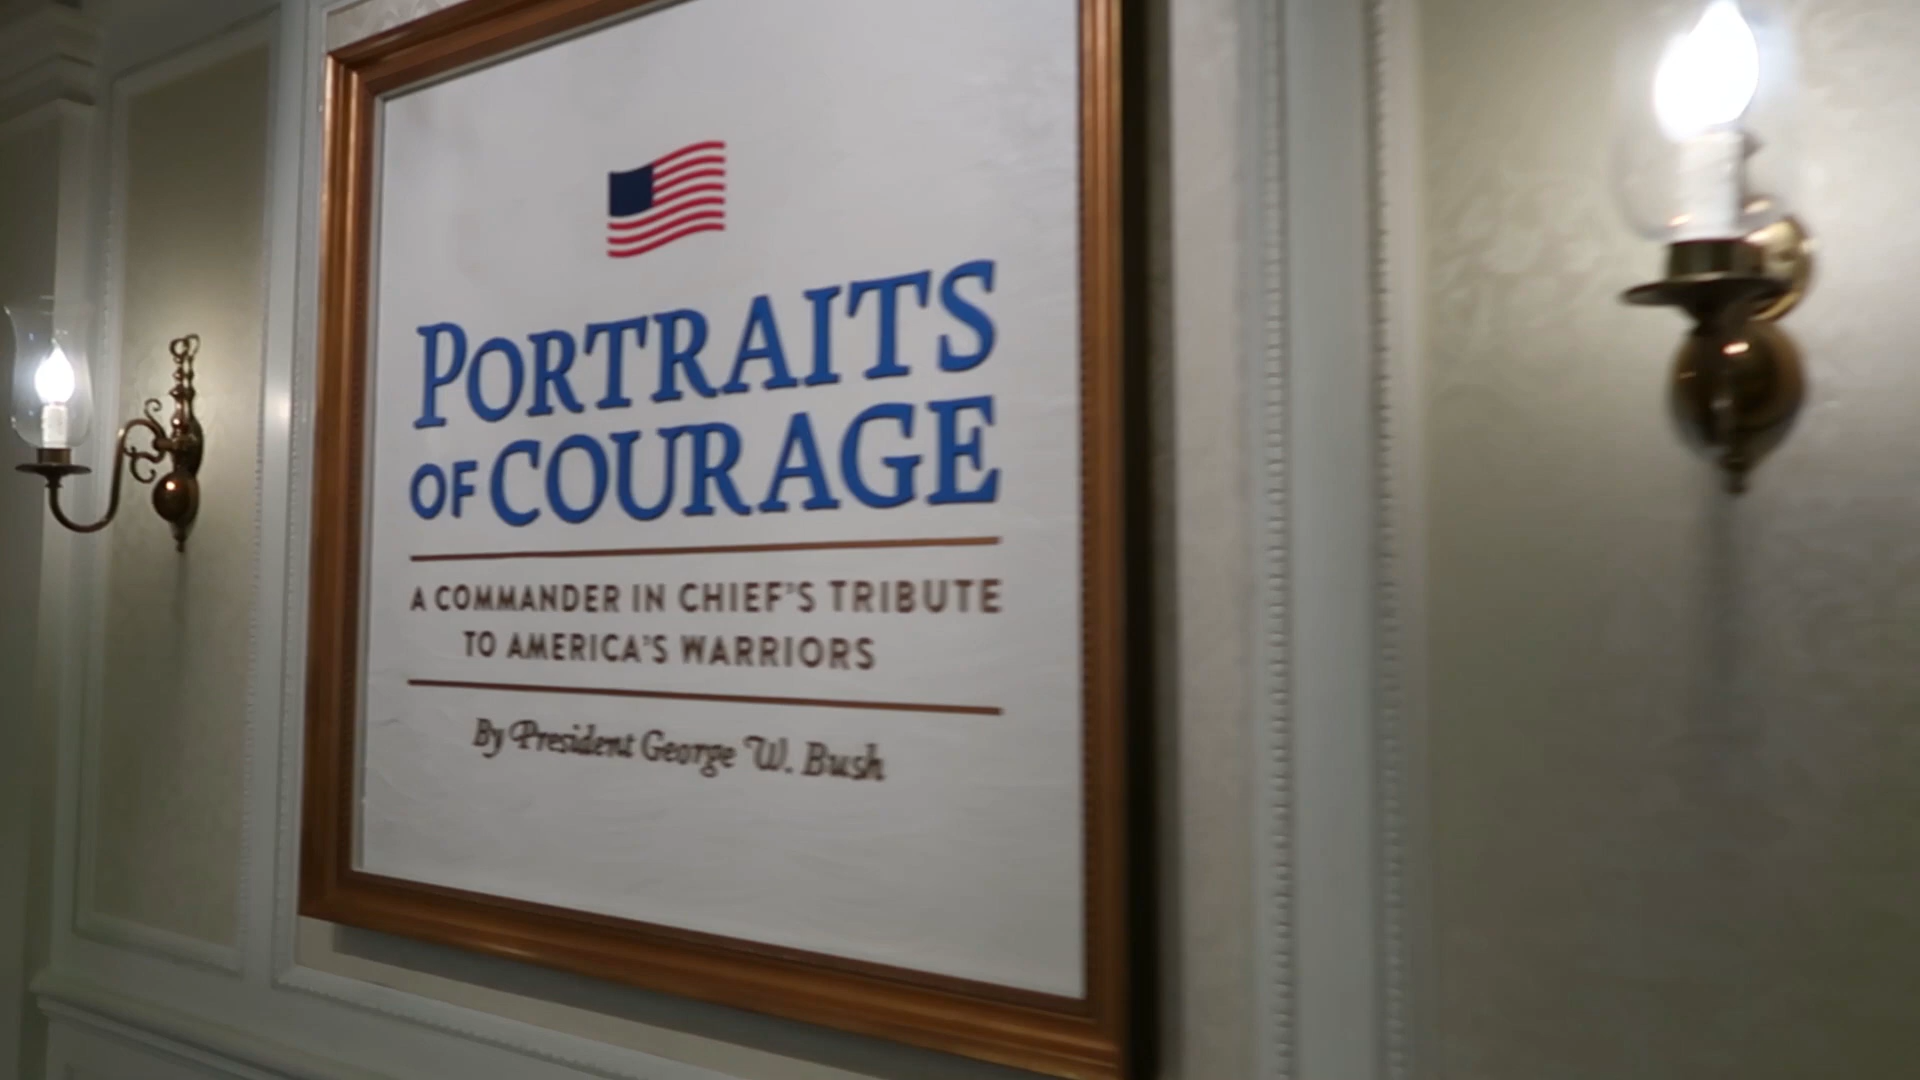 PORTRAITS
OF COURAGE
A COMMANDER IN CHIEF'S TRIBUTE
TO AMERICA'S WARRIORS
By President George W. Bush